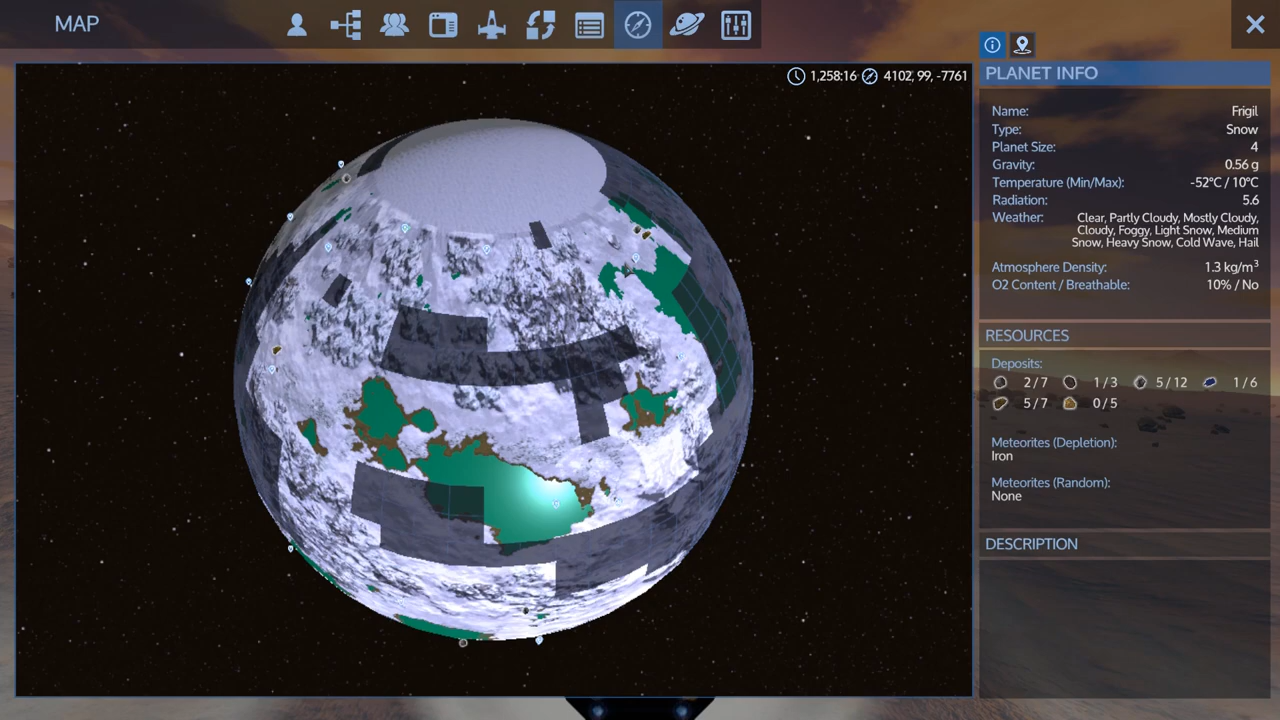 MAP
1,258:16 4102, 99, -7761
PLANET INFO
Name: Frigil
Type: Snow
Planet Size: 4
Gravity: 0.56 g
Temperature (Min/Max): -52°C / 10°C
Radiation: 5.6
Weather: Clear, Partly Cloudy, Mostly Cloudy,
Cloudy, Foggy, Light Snow, Medium
Snow, Heavy Snow, Cold Wave, Hail
Atmosphere Density: 1.3 kg/m³
O2 Content / Breathable: 10% / No
RESOURCES
Deposits:
2 / 7 1 / 3 5 / 12 1 / 6
5 / 7 0 / 5
Meteorites (Depletion):
Iron
Meteorites (Random):
None
DESCRIPTION